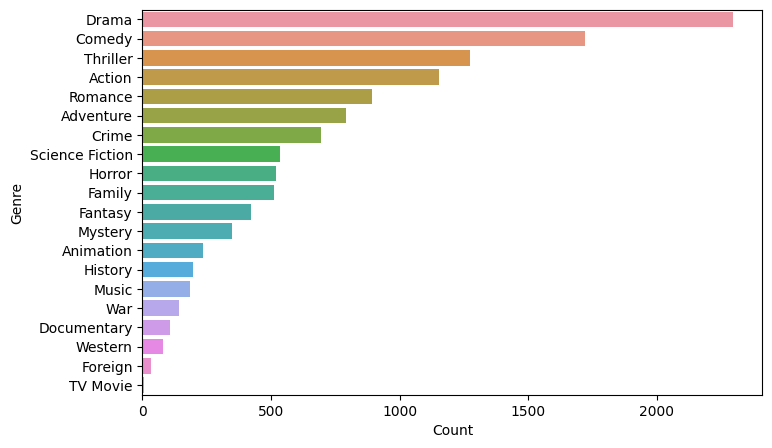 Drama
Comedy
Thriller
Action
Romance
Adventure
Crime
Science Fiction
Horror
Family
Fantasy
Mystery
Animation
History
Music
War
Documentary
Western
Foreign
TV Movie
Genre
0 500 1000 1500 2000
Count